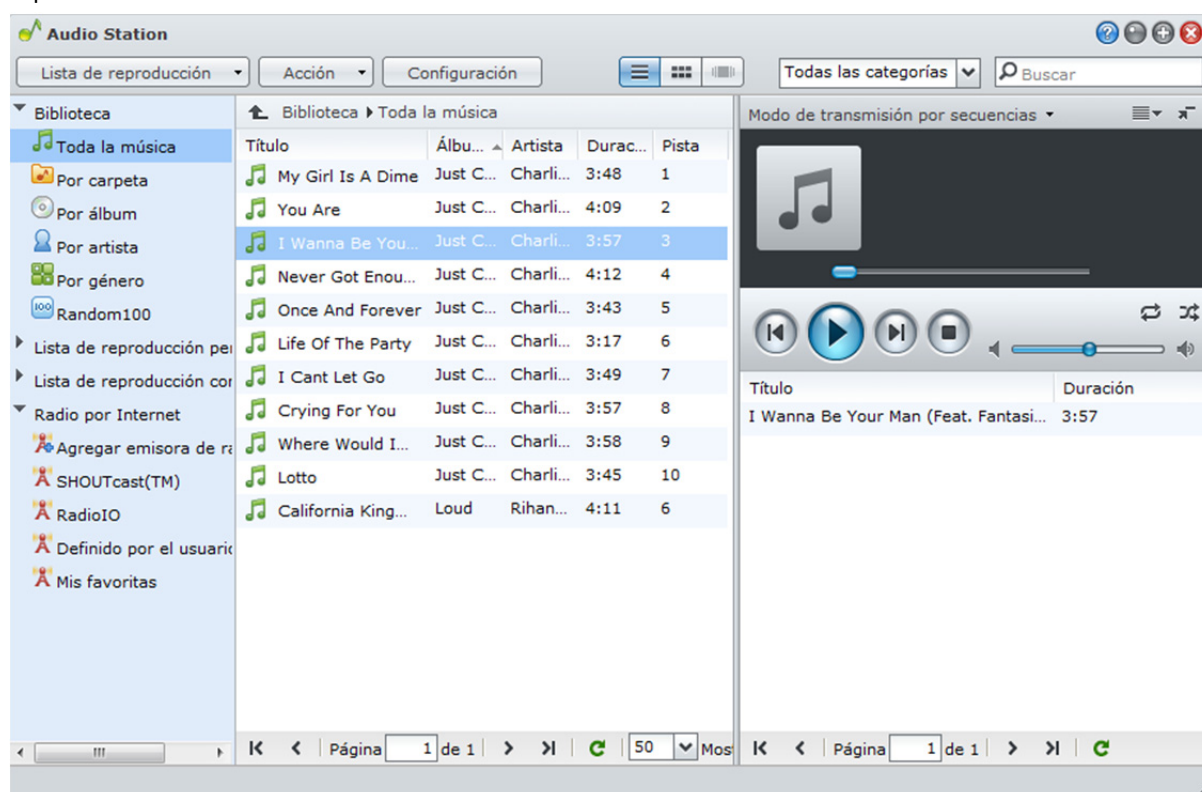 Audio Station
Lista de reproducción Acción Configuración Todas las categorías Buscar
Biblioteca
Toda la música
Por carpeta
Por álbum
Por artista
Por género
Random100
Lista de reproducción per
Lista de reproducción cor
Radio por Internet
Agregar emisora de ra
SHOUTcast(TM)
RadioIO
Definido por el usuario
Mis favoritas
Biblioteca Toda la música
Título Álbu... Artista Durac... Pista
My Girl Is A Dime Just C... Charli... 3:48 1
You Are Just C... Charli... 4:09 2
I Wanna Be You... Just C... Charli... 3:57 3
Never Got Enou... Just C... Charli... 4:12 4
Once And Forever Just C... Charli... 3:43 5
Life Of The Party Just C... Charli... 3:17 6
I Cant Let Go Just C... Charli... 3:49 7
Crying For You Just C... Charli... 3:57 8
Where Would I... Just C... Charli... 3:58 9
Lotto Just C... Charli... 3:45 10
California King... Loud Rihan... 4:11 6
Página 1 de 1 50 Most
Modo de transmisión por secuencias
Título Duración
I Wanna Be Your Man (Feat. Fantasi... 3:57
Página 1 de 1